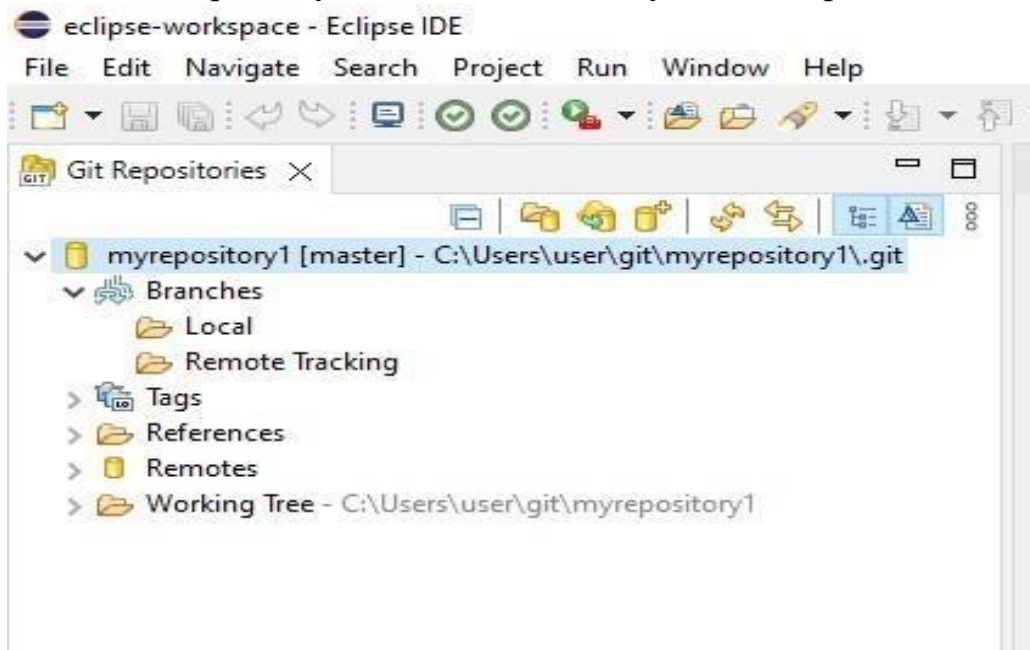 eclipse-workspace - Eclipse IDE
File Edit Navigate Search Project Run Window Help
GIT Git Repositories
myrepository1 [master] - C:\Users\user\git\myrepository1\.git
Branches
Local
Remote Tracking
Tags
References
Remotes
Working Tree - C:\Users\user\git\myrepository1